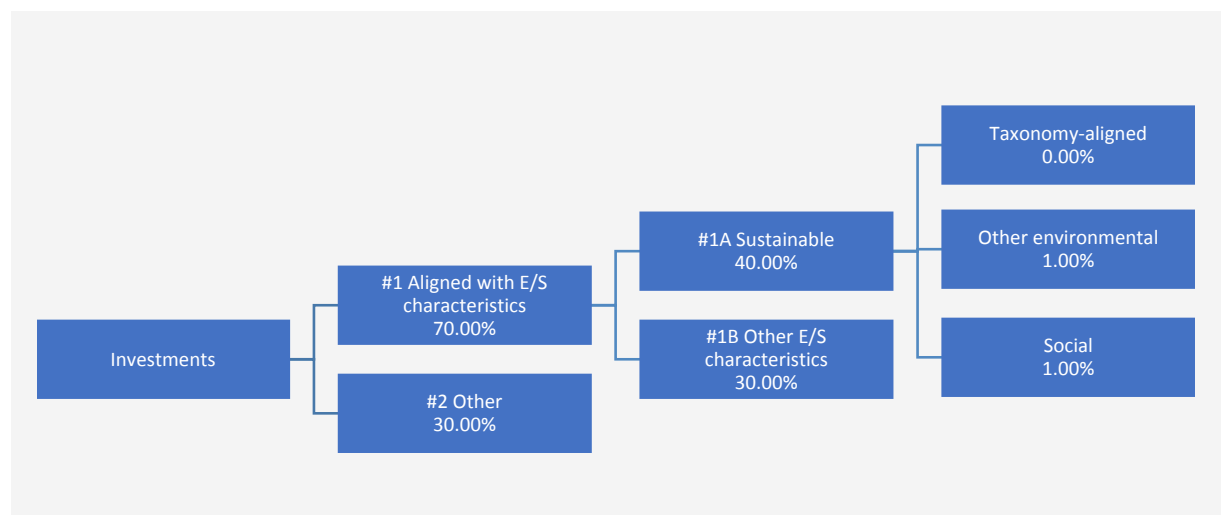 Investments
#1 Aligned with E/S
characteristics
70.00%
#2 Other
30.00%
#1A Sustainable
40.00%
#1B Other E/S
characteristics
30.00%
Taxonomy-aligned
0.00%
Other environmental
1.00%
Social
1.00%